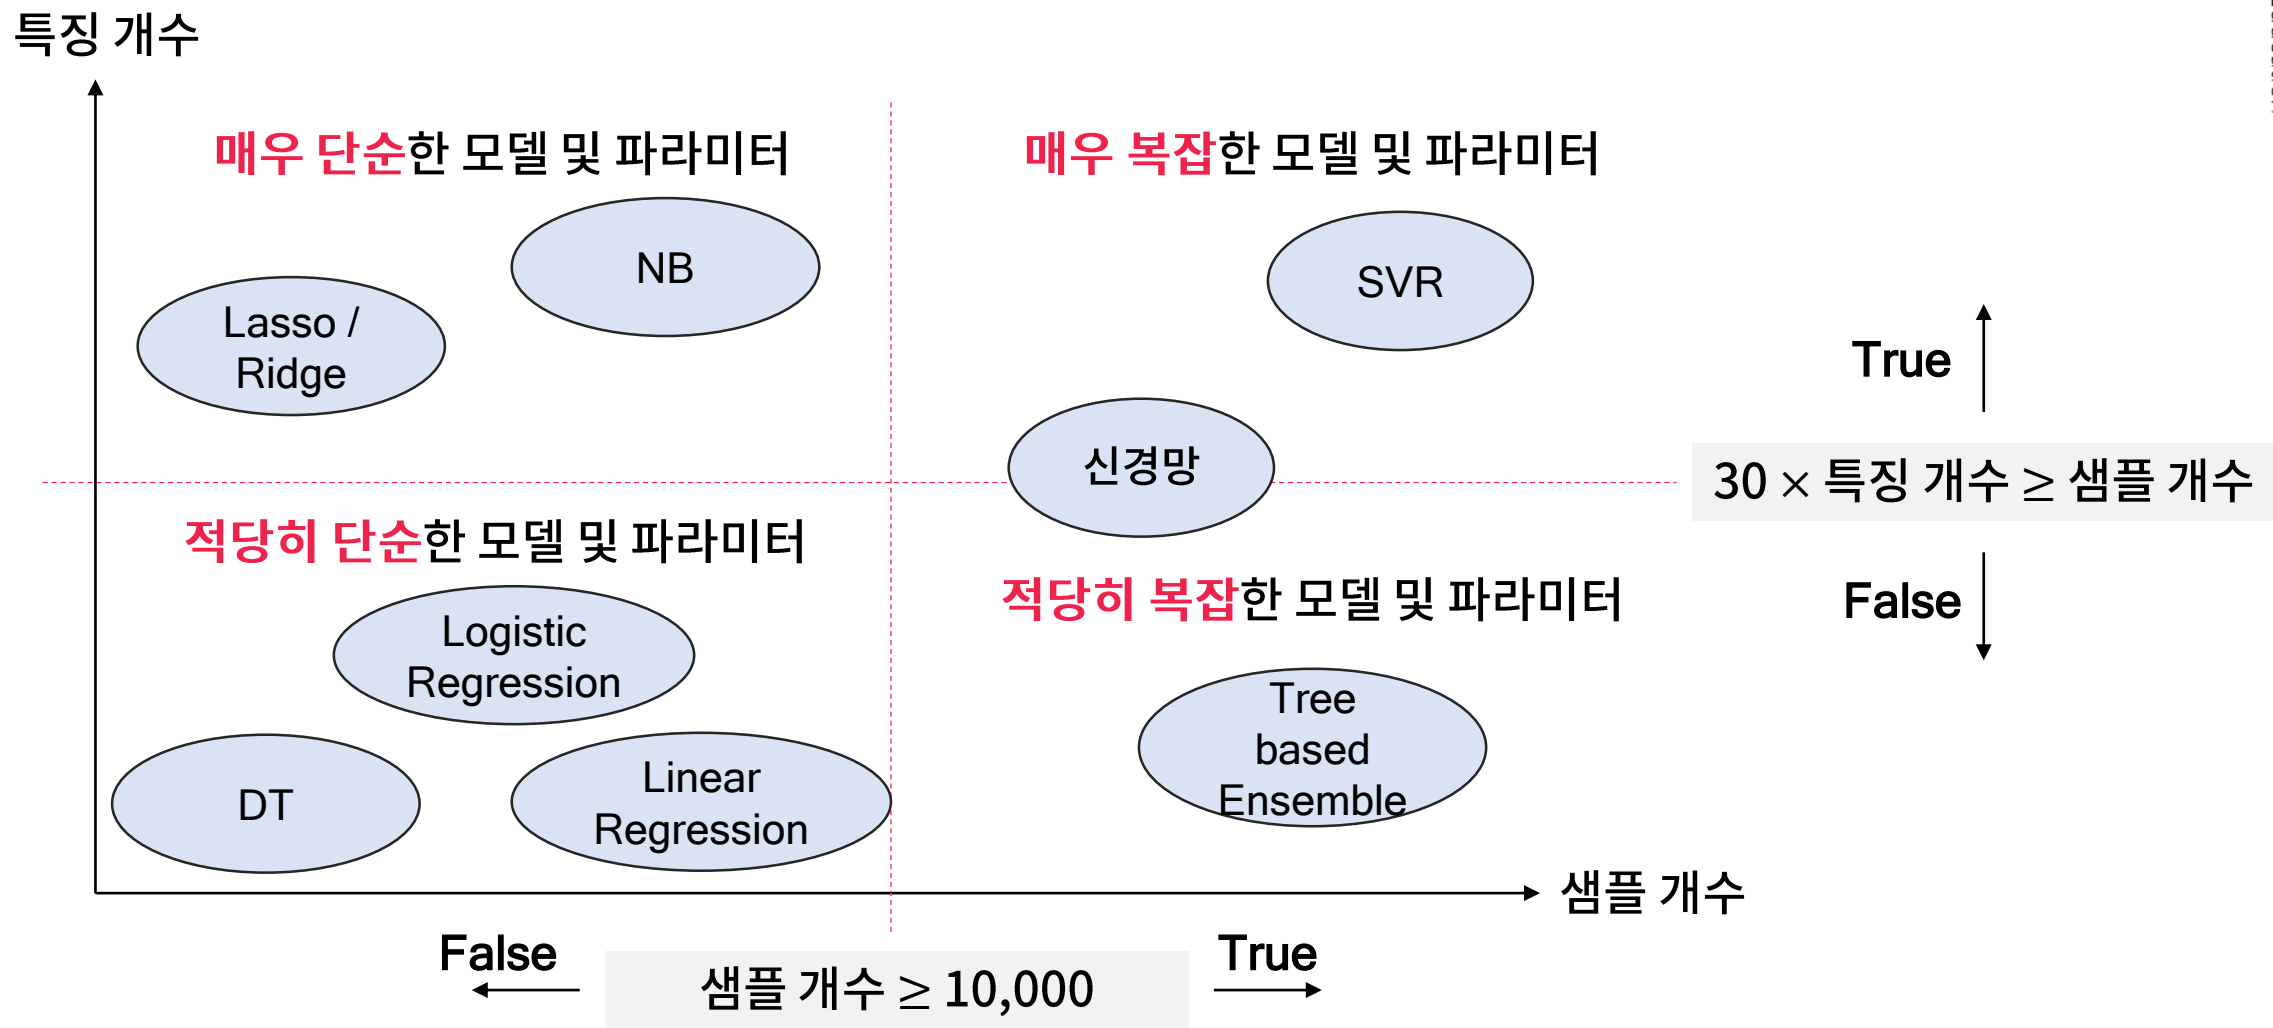 특징 개수
매우 단순한 모델 및 파라미터
매우 복잡한 모델 및 파라미터
NB
SVR
Lasso /
Ridge
True
신경망
30 × 특징 개수 ≥ 샘플 개수
적당히 단순한 모델 및 파라미터
적당히 복잡한 모델 및 파라미터
False
Logistic
Regression
Tree
based
Ensemble
DT
Linear
Regression
샘플 개수
False
샘플 개수 ≥ 10,000
True